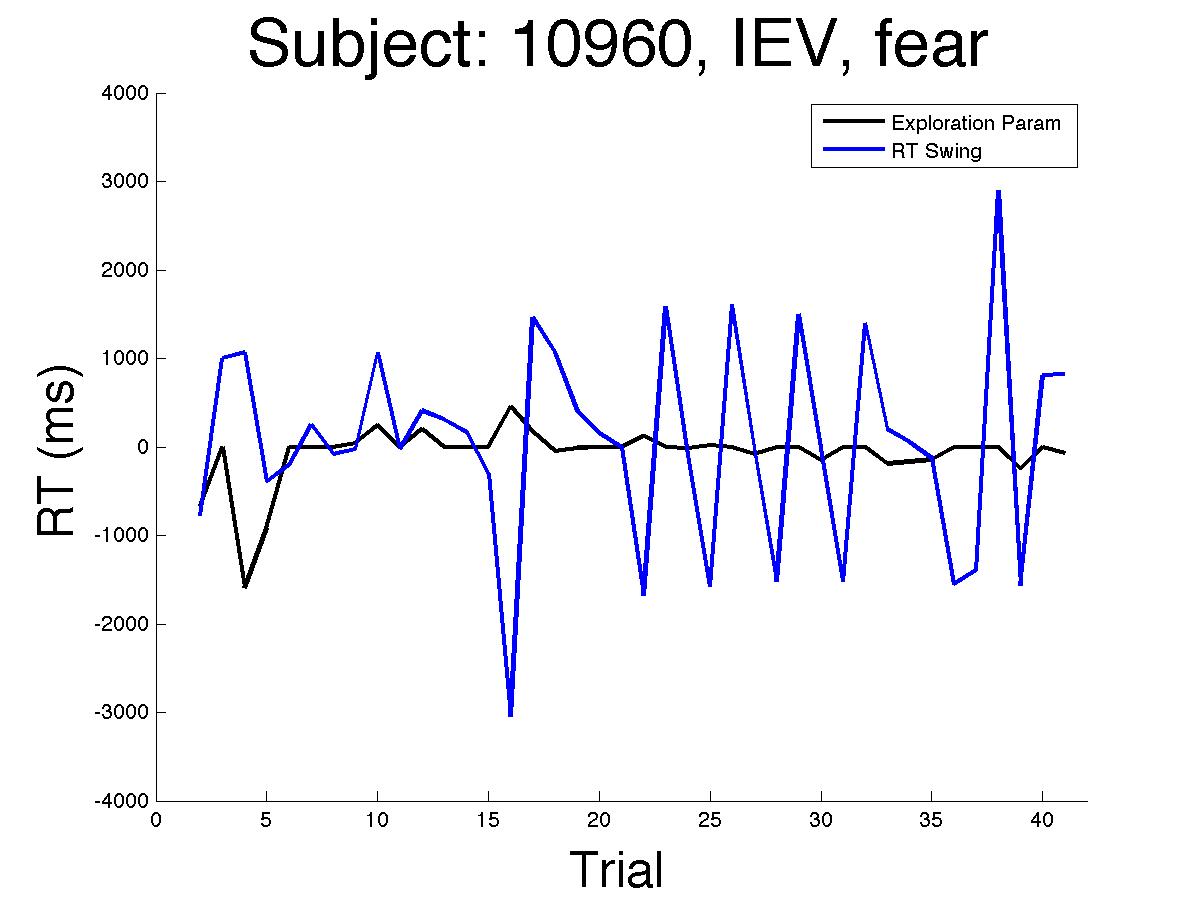 Subject: 10960, IEV, fear
Exploration Param
RT Swing
4000
3000
2000
1000
0
-1000
-2000
-3000
-4000
RT (ms)
0 5 10 15 20 25 30 35 40
Trial